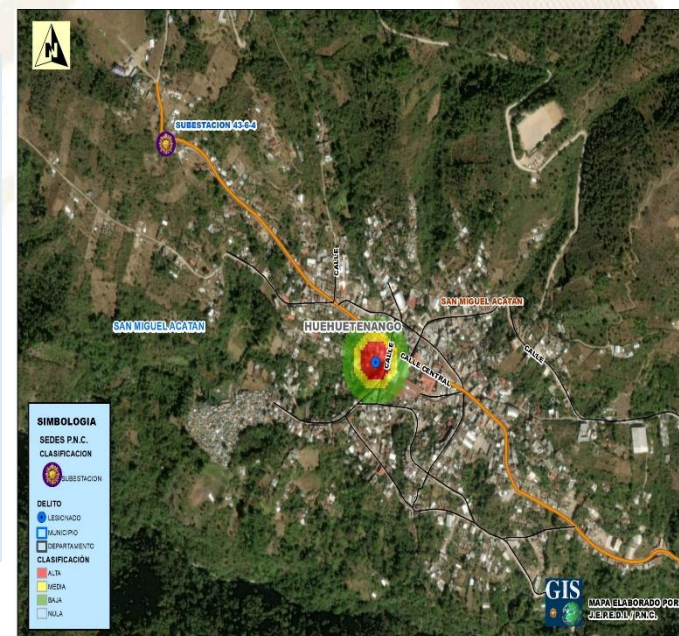 N
SUBESTACION 43-6-4
CALLE
SAN MIGUEL ACATAN
SAN MIGUEL ACATAN
HUEHUETENANGO
CALLE
CALLE CENTRAL
CALLE
SIMBOLOGIA
SEDES P.N.C.
CLASIFICACION
SUBESTACION
DELITO
LESIONADO
MUNICIPIO
DEPARTAMENTO
CLASIFICACIÓN
ALTA
MEDIA
BAJA
NULA
GIS
MAPA ELABORADO POR
J.E.P.E.D.I. / P.N.C.